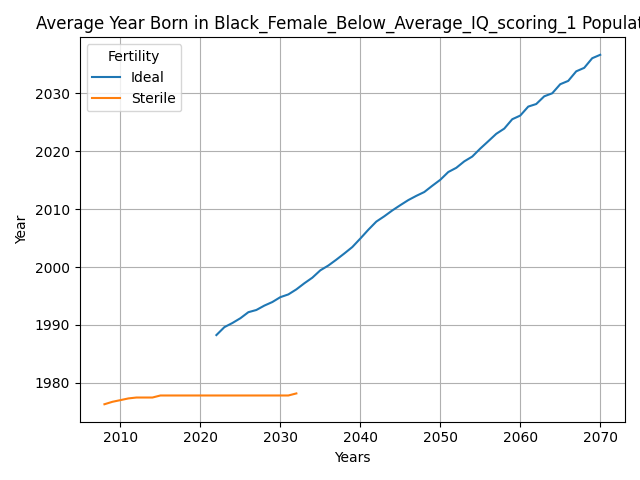 Average Year Born in Black_Female_Below_Average_IQ_scoring_1 Populat
Fertility
Ideal
Sterile
2030
2020
2010
2000
1990
1980
Year
2010 2020 2030 2040 2050 2060 2070
Years